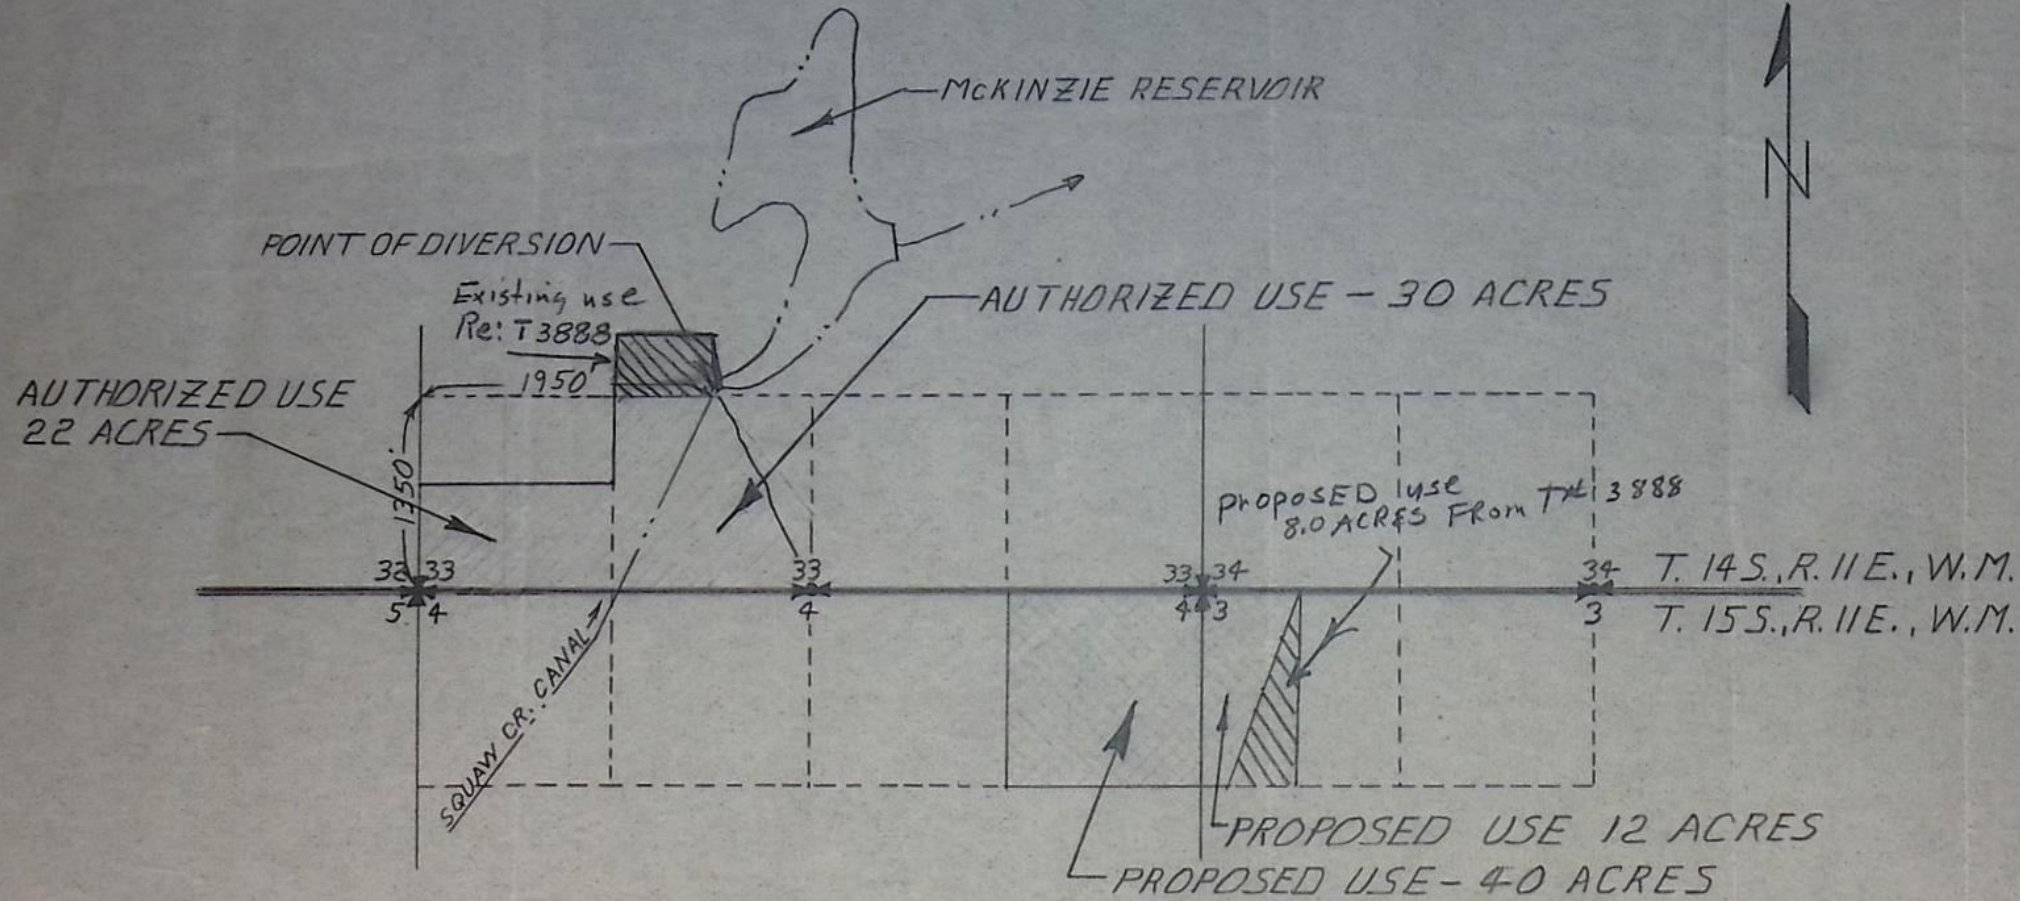 McKINZIE RESERVOIR
N
POINT OF DIVERSION
Existing use
Re: T3888
AUTHORIZED USE - 30 ACRES
1950'
AUTHORIZED USE
22 ACRES
1350'
proposED use
8.0 ACRES FRom T# 3888
32 33
33
33 34
34
T. 14 S., R. 11 E., W.M.
5 4
4
4 3
3
T. 15 S., R. 11 E., W.M.
SQUAW CR. CANAL
PROPOSED USE 12 ACRES
PROPOSED USE - 40 ACRES